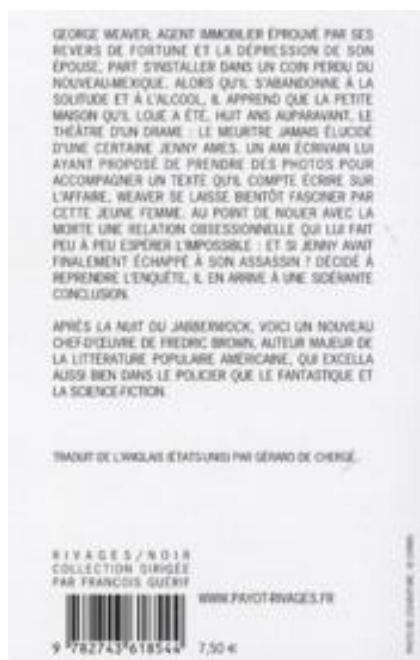 GEORGE WEAVER, AGENT IMMOBILIER ÉPROUVÉ PAR SES
REVERS DE FORTUNE ET LA DÉPRESSION DE SON
ÉPOUSE, PART S'INSTALLER DANS UN COIN PERDU DU
NOUVEAU-MEXIQUE. ALORS QU'IL S'ABANDONNE À LA
SOLITUDE ET À L'ALCOOL, IL APPREND QUE LA PETITE
MAISON QU'IL LOUE A ÉTÉ, HUIT ANS AUPARAVANT, LE
THÉÂTRE D'UN DRAME : LE MEURTRE JAMAIS ÉLUCIDÉ
D'UNE CERTAINE JENNY AMES. UN AMI ÉCRIVAIN LUI
AYANT PROPOSÉ DE PRENDRE DES PHOTOS POUR
ACCOMPAGNER UN TEXTE QU'IL COMPTE ÉCRIRE SUR
L'AFFAIRE, WEAVER SE LAISSE BIENTÔT FASCINER PAR
CETTE JEUNE FEMME. AU POINT DE NOUER AVEC LA
MORTE UNE RELATION OBSESSIONNELLE QUI LUI FAIT
PEU À PEU ESPÉRER L'IMPOSSIBLE : ET SI JENNY AVAIT
FINALEMENT ÉCHAPPÉ À SON ASSASSIN ? DÉCIDÉ À
REPRENDRE L'ENQUÊTE, IL EN ARRIVE À UNE SIDÉRANTE
CONCLUSION.
APRÈS LA NUIT DU JABBERWOCK, VOICI UN NOUVEAU
CHEF-D'ŒUVRE DE FREDRIC BROWN, AUTEUR MAJEUR DE
LA LITTÉRATURE POPULAIRE AMÉRICAINE, QUI EXCELLA
AUSSI BIEN DANS LE POLICIER QUE LE FANTASTIQUE ET
LA SCIENCE-FICTION.
TRADUIT DE L'ANGLAIS (ÉTATS-UNIS) PAR GÉRARD DE CHERGÉ.
RIVAGES/NOIR
COLLECTION DIRIGÉE
PAR FRANÇOIS GUÉRIF
WWW.PAYOT-RIVAGES.FR
9 782743 618544 7,50 €